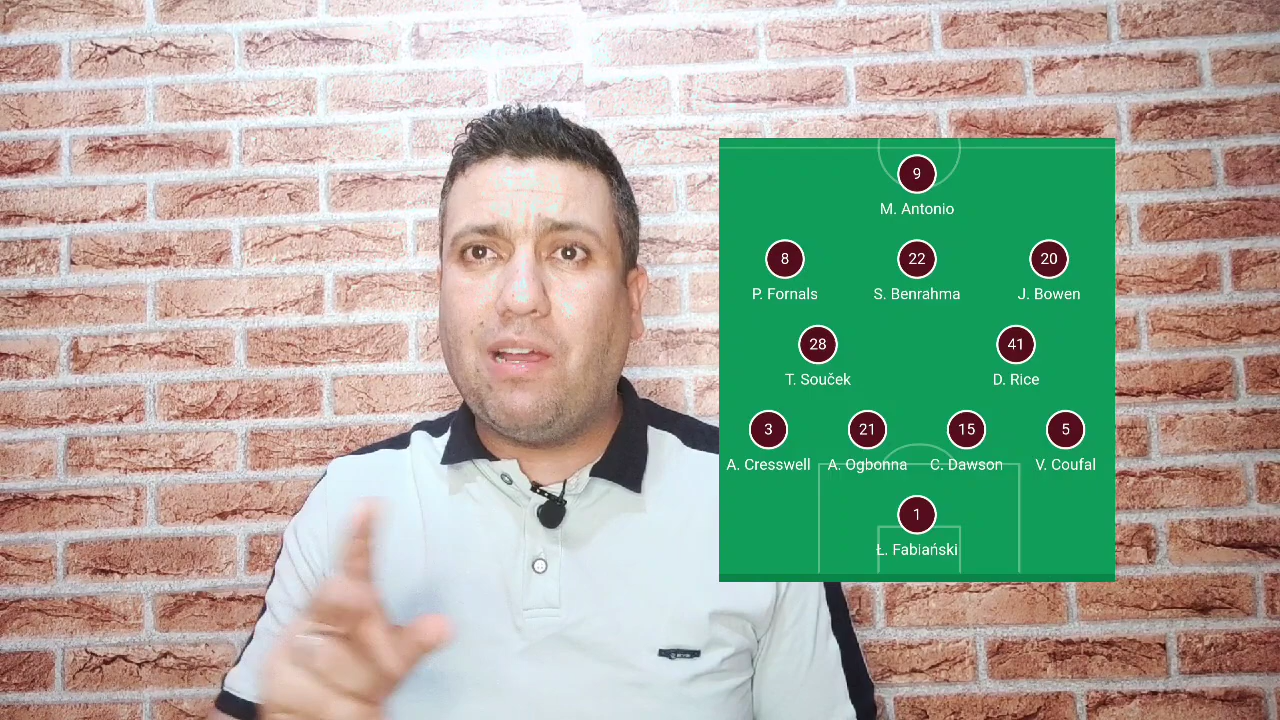 9
M. Antonio
8 22 20
P. Fornals S. Benrahma J. Bowen
28 41
T. Souček D. Rice
3 21 15 5
A. Cresswell A. Ogbonna C. Dawson V. Coufal
1
Ł. Fabiański